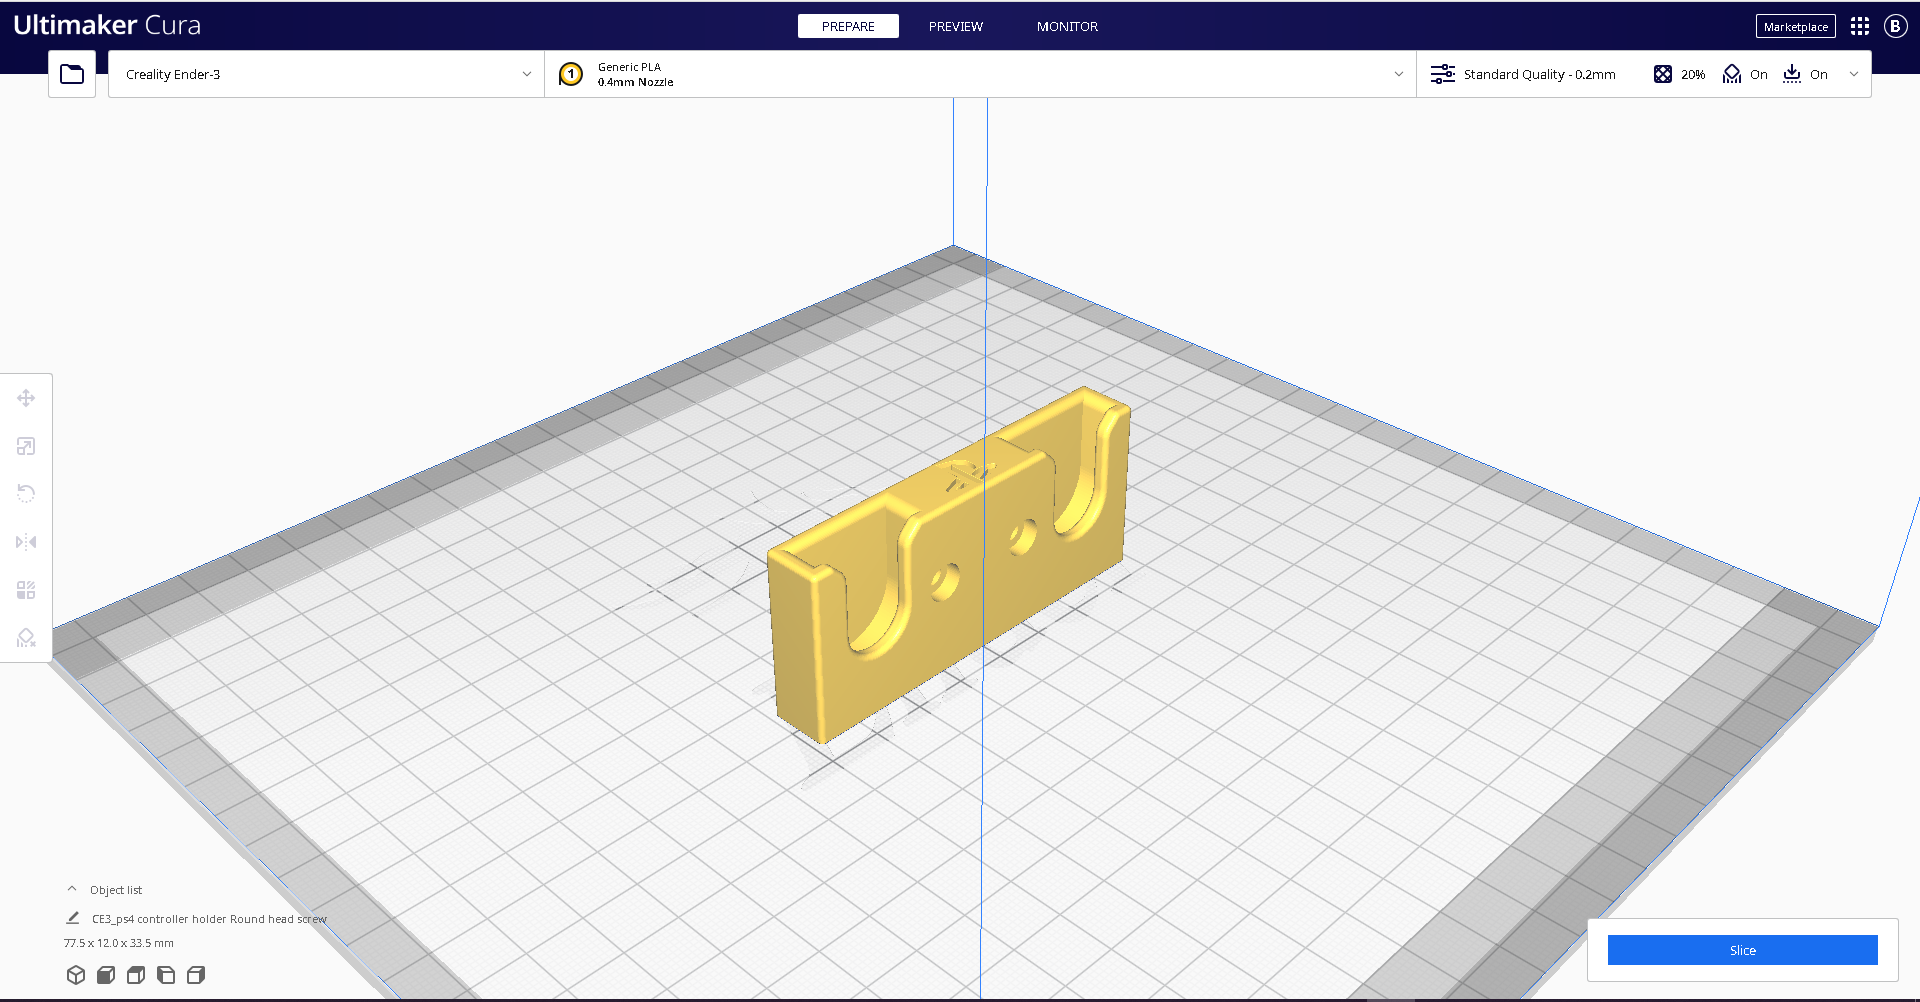 Ultimaker Cura
PREPARE
PREVIEW
MONITOR
Marketplace
B
Creality Ender-3
1
Generic PLA
0.4mm Nozzle
Standard Quality - 0.2mm
20%
On
On
Object list
CE3_ps4 controller holder Round head screw
77.5 x 12.0 x 33.5 mm
Slice